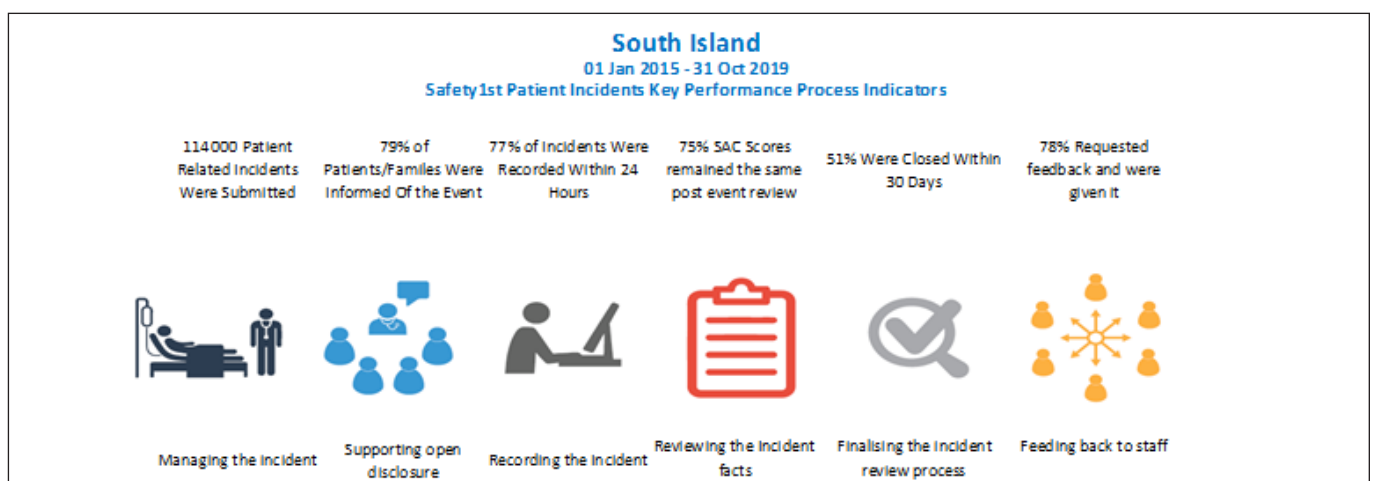 South Island
01 Jan 2015 - 31 Oct 2019
Safety1st Patient Incidents Key Performance Process Indicators
114000 Patient
Related Incidents
Were Submitted
79% of
Patients/Familes Were
Informed Of the Event
77% of Incidents Were
Recorded Within 24
Hours
75% SAC Scores
remained the same
post event review
51% Were Closed Within
30 Days
78% Requested
feedback and were
given it
Managing the Incident
Supporting open
disclosure
Recording the Incident
Reviewing the Incident
facts
Finalising the Incident
review process
Feeding back to staff